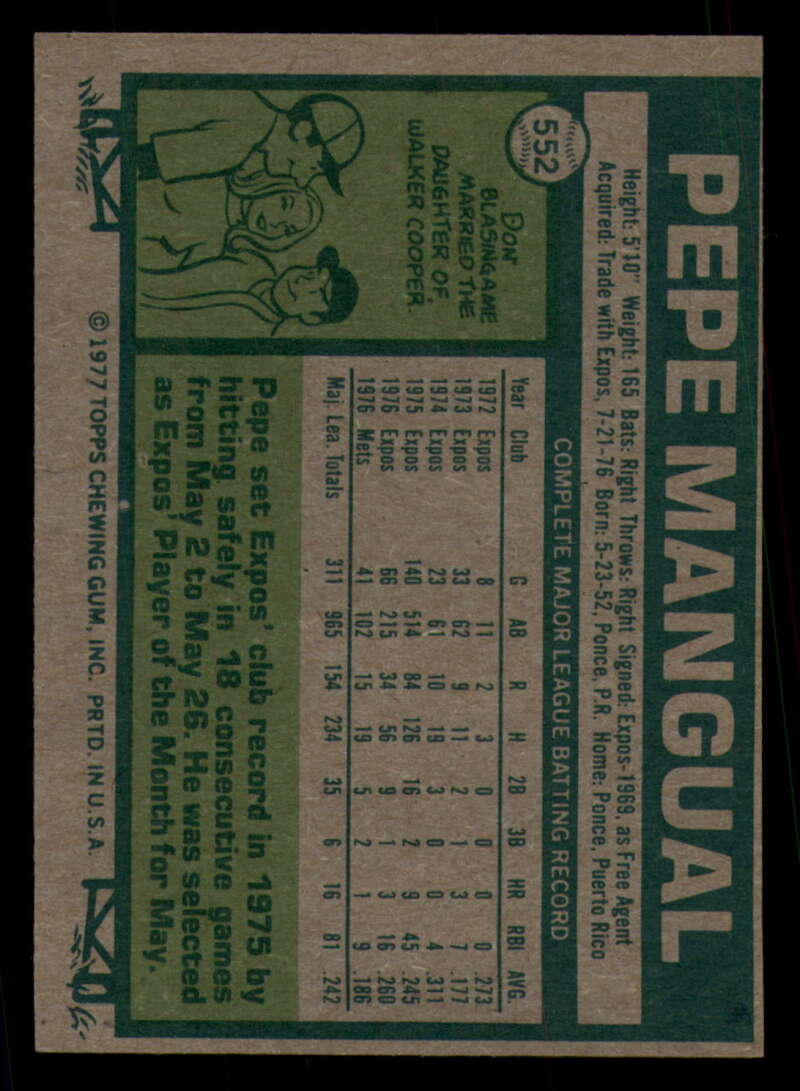 552
PEPE MANGUAL
Height: 5'10" Weight: 165 Bats: Right Throws: Right Signed: Expos-1969, as Free Agent
Acquired: Trade with Expos, 7-21-76 Born: 5-23-52, Ponce, P.R. Home: Ponce, Puerto Rico
DON
BLASINGAME
MARRIED THE
DAUGHTER OF
WALKER COOPER.
COMPLETE MAJOR LEAGUE BATTING RECORD
Year Club G AB R H 2B 3B HR RBI AVG.
1972 Expos 8 11 2 3 0 0 0 0 .273
1973 Expos 33 62 9 11 2 1 3 7 .177
1974 Expos 23 61 10 19 3 0 0 4 .311
1975 Expos 140 514 84 126 16 2 9 45 .245
1976 Expos 66 215 34 56 9 1 3 16 .260
1976 Mets 41 102 15 19 5 2 1 9 .186
Maj. Lea. Totals 311 965 154 234 35 6 16 81 .242
Pepe set Expos' club record in 1975 by
hitting safely in 18 consecutive games
from May 2 to May 26. He was selected
as Expos' Player of the Month for May.
© 1977 TOPPS CHEWING GUM, INC. PRTD. IN U.S.A.